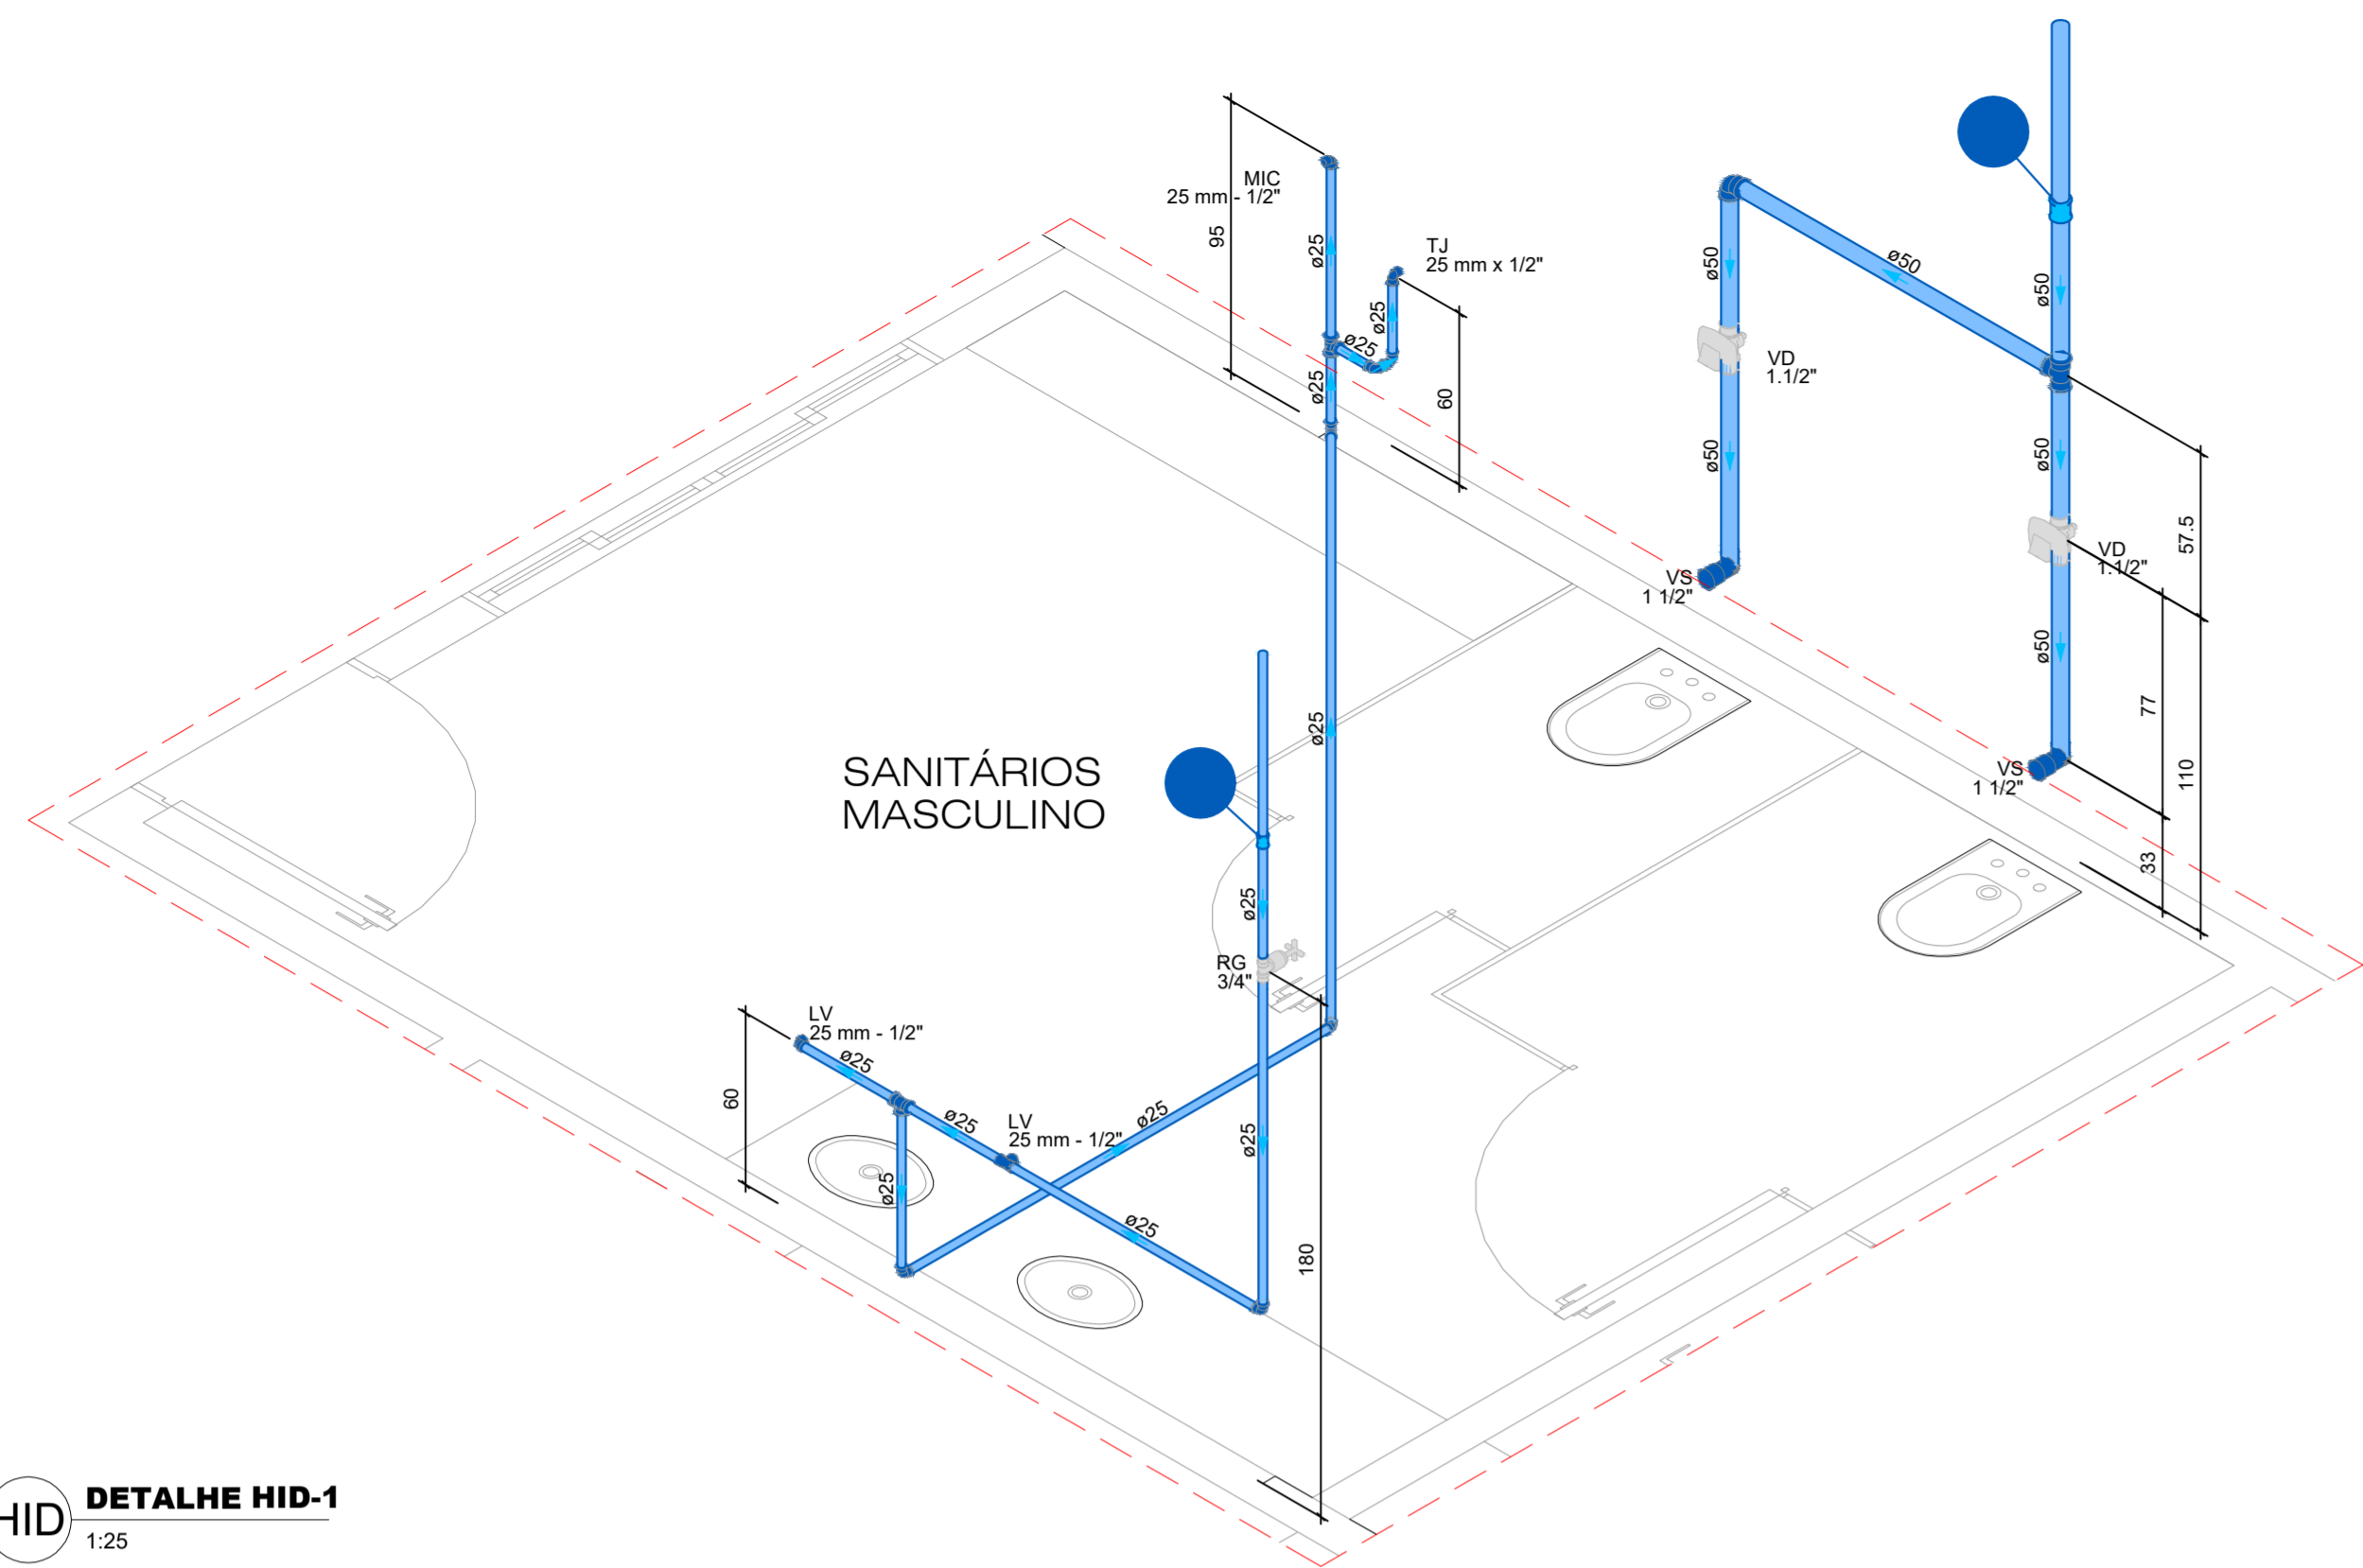 MIC
25 mm - 1/2"
95
ø25
TJ
25 mm x 1/2"
ø25
ø25
ø25
60
ø50
ø50
ø50
VD
1.1/2"
ø50
ø50
57.5
VD
1.1/2"
VS
1 1/2"
ø50
77
110
VS
1 1/2"
33
ø25
SANITÁRIOS
MASCULINO
ø25
RG
3/4"
LV
25 mm - 1/2"
ø25
60
ø25
LV
25 mm - 1/2"
ø25
ø25
ø25
ø25
180
HID
DETALHE HID-1
1:25